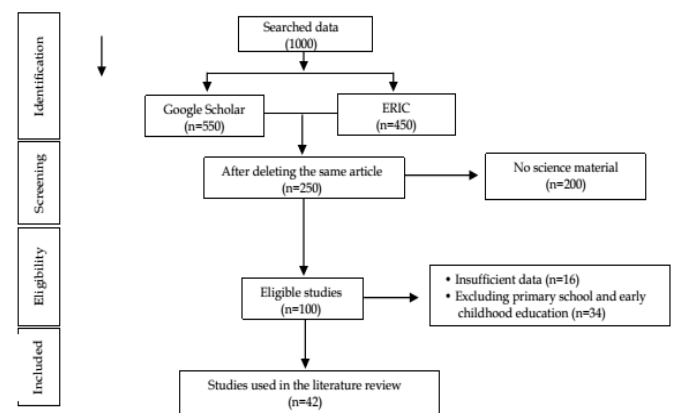 Identification
Searched data
(1000)
Google Scholar
(n=550)
ERIC
(n=450)
Screening
After deleting the same article
(n=250)
No science material
(n=200)
Eligibility
Eligible studies
(n=100)
• Insufficient data (n=16)
• Excluding primary school and early
childhood education (n=34)
Included
Studies used in the literature review
(n=42)